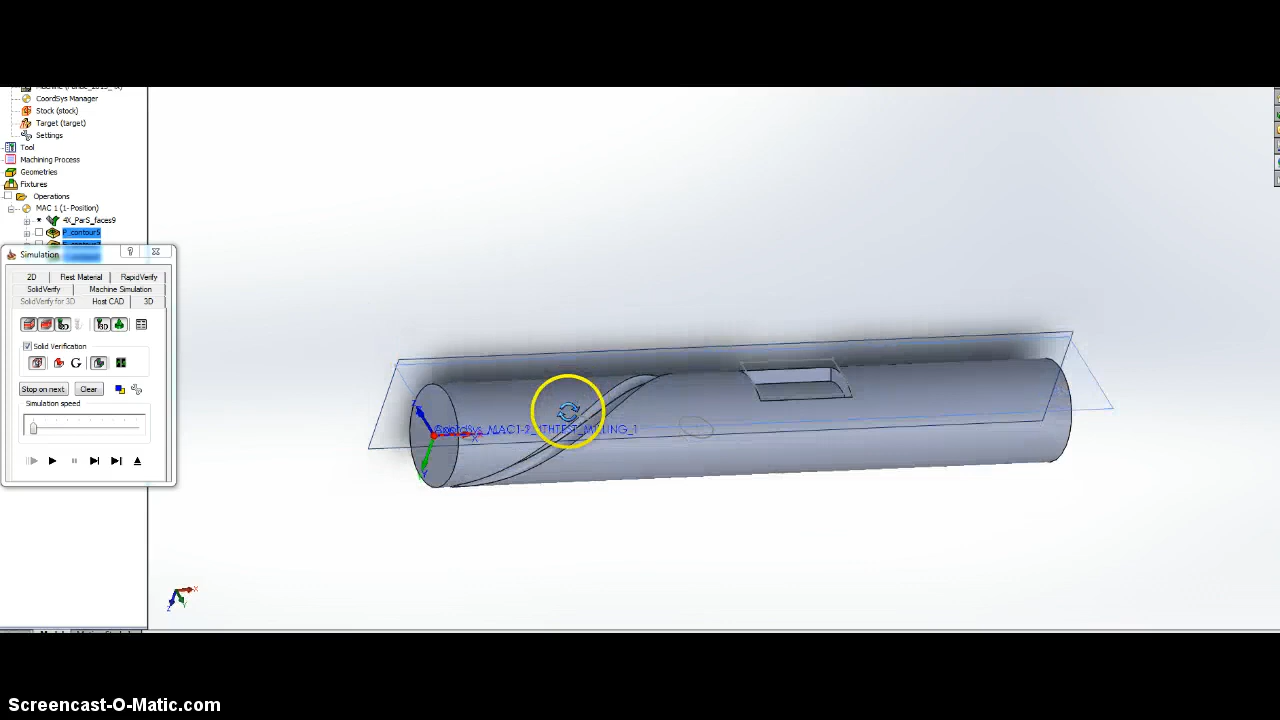 CoordSys Manager
Stock (stock)
Target (target)
Settings
Tool
Machining Process
Geometries
Fixtures
Operations
MAC 1 (1- Position)
4X_ParS_faces9
P_contour5
Simulation
2D Rest Material RapidVerify
SolidVerify Machine Simulation
SolidVerify for 3D Host CAD 3D
Solid Verification
Stop on next Clear
Simulation speed
Z
X
Y
X
Y
Z
Screencast-O-Matic.com